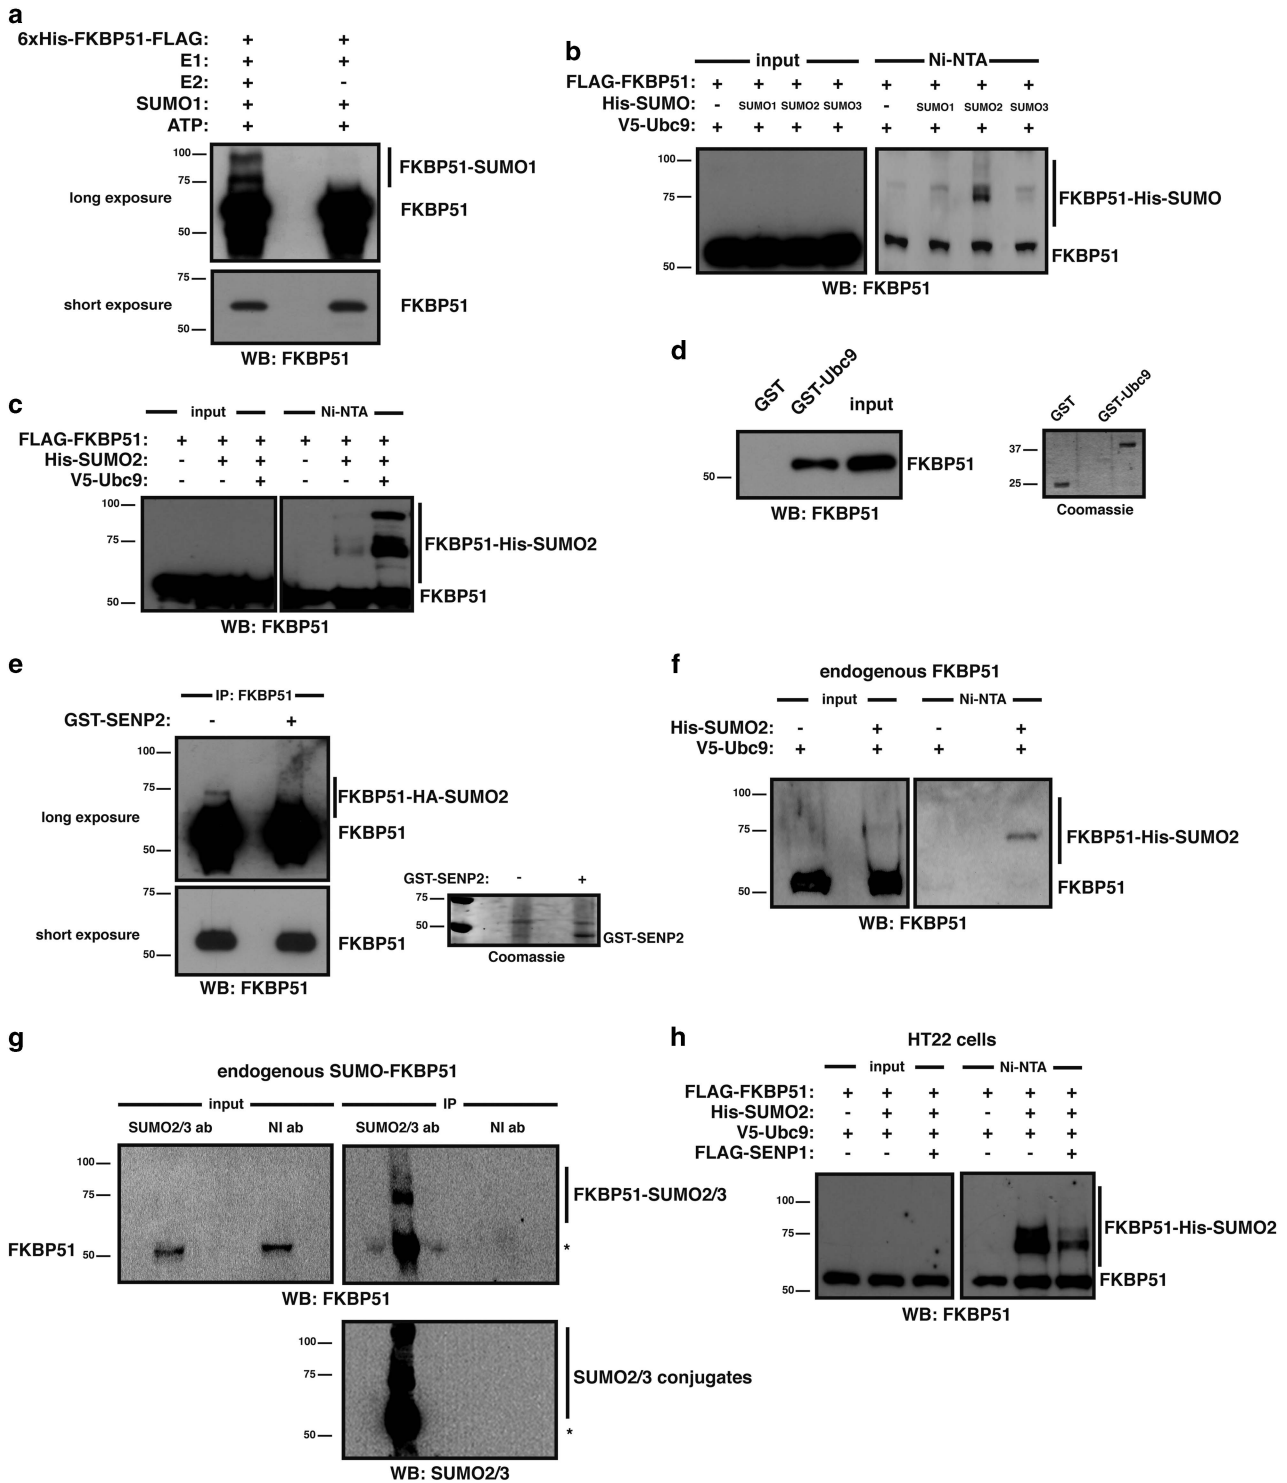 a
6xHis-FKBP51-FLAG: + +
E1: + +
E2: + -
SUMO1: + +
ATP: + +
100
75
50
long exposure
FKBP51-SUMO1
FKBP51
75
50
short exposure
FKBP51
WB: FKBP51
b
input Ni-NTA
FLAG-FKBP51: + + + + + + + +
His-SUMO: - SUMO1 SUMO2 SUMO3 - SUMO1 SUMO2 SUMO3
V5-Ubc9: + + + + + + + +
100
75
50
FKBP51-His-SUMO
FKBP51
WB: FKBP51
c
input Ni-NTA
FLAG-FKBP51: + + + + + +
His-SUMO2: - + + - + +
V5-Ubc9: - - + - - +
100
75
50
FKBP51-His-SUMO2
FKBP51
WB: FKBP51
d
GST GST-Ubc9 input
50
FKBP51
WB: FKBP51
GST GST-Ubc9
37
25
Coomassie
e
IP: FKBP51
GST-SENP2: - +
100
75
50
long exposure
FKBP51-HA-SUMO2
FKBP51
75
50
short exposure
FKBP51
WB: FKBP51
GST-SENP2: - +
75
50
GST-SENP2
Coomassie
f
endogenous FKBP51
input Ni-NTA
His-SUMO2: - + - +
V5-Ubc9: + + + +
100
75
50
FKBP51-His-SUMO2
FKBP51
WB: FKBP51
g
endogenous SUMO-FKBP51
input IP
SUMO2/3 ab NI ab SUMO2/3 ab NI ab
100
75
FKBP51 50
FKBP51-SUMO2/3
*
WB: FKBP51
100
75
50
SUMO2/3 conjugates
*
WB: SUMO2/3
h
HT22 cells
input Ni-NTA
FLAG-FKBP51: + + + + + +
His-SUMO2: - + + - + +
V5-Ubc9: + + + + + +
FLAG-SENP1: - - + - - +
100
75
50
FKBP51-His-SUMO2
FKBP51
WB: FKBP51